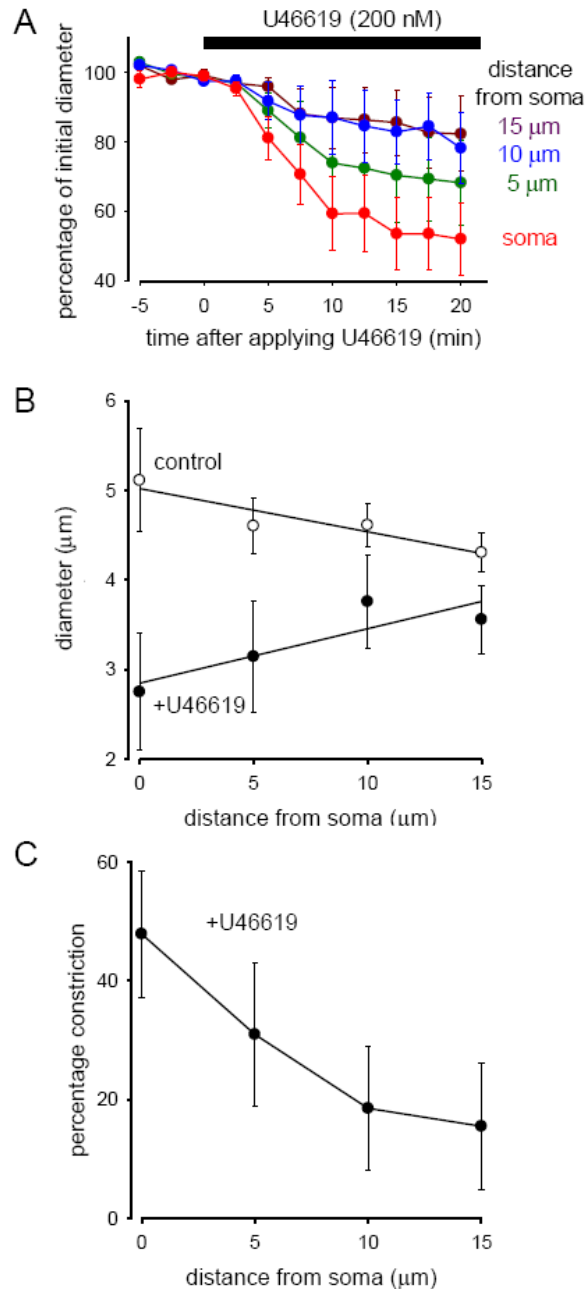 A
U46619 (200 nM)
percentage of initial diameter
100
80
60
40
distance
from soma
15 μm
10 μm
5 μm
soma
-5 0 5 10 15 20
time after applying U46619 (min)
B
diameter (μm)
6
5
4
3
2
control
+U46619
0 5 10 15
distance from soma (μm)
C
percentage constriction
60
40
20
0
+U46619
0 5 10 15
distance from soma (μm)